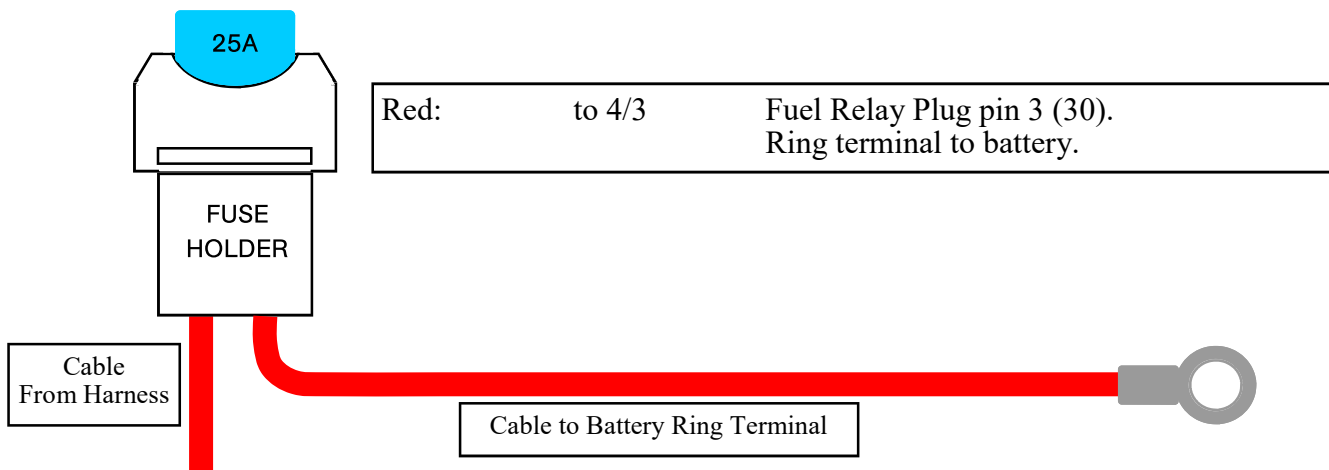 25A
Red: to 4/3 Fuel Relay Plug pin 3 (30).
Ring terminal to battery.
FUSE
HOLDER
Cable
From Harness
Cable to Battery Ring Terminal